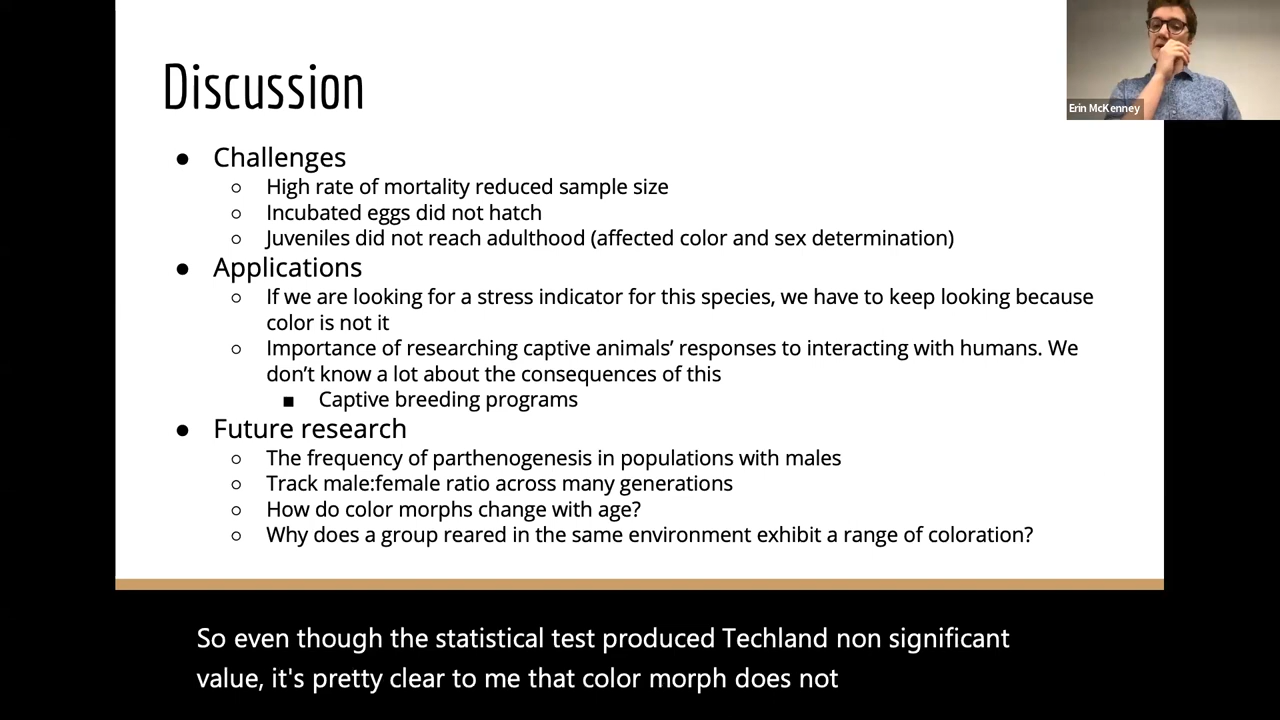 Discussion
Erin McKenney
● Challenges
○ High rate of mortality reduced sample size
○ Incubated eggs did not hatch
○ Juveniles did not reach adulthood (affected color and sex determination)
● Applications
○ If we are looking for a stress indicator for this species, we have to keep looking because
color is not it
○ Importance of researching captive animals’ responses to interacting with humans. We
don’t know a lot about the consequences of this
■ Captive breeding programs
● Future research
○ The frequency of parthenogenesis in populations with males
○ Track male:female ratio across many generations
○ How do color morphs change with age?
○ Why does a group reared in the same environment exhibit a range of coloration?
So even though the statistical test produced Techland non significant
value, it's pretty clear to me that color morph does not